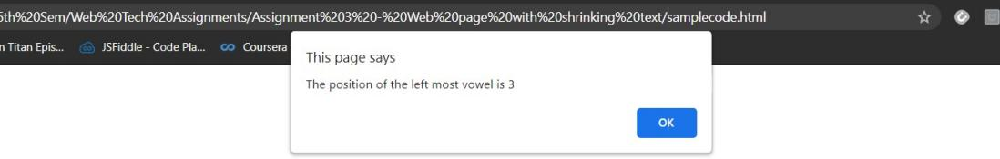 5th%20Sem/Web%20Tech%20Assignments/Assignment%203%20-%20Web%20page%20with%20shrinking%20text/samplecode.html
n Titan Epis... JSFiddle - Code Pla... Coursera
This page says
The position of the left most vowel is 3
OK